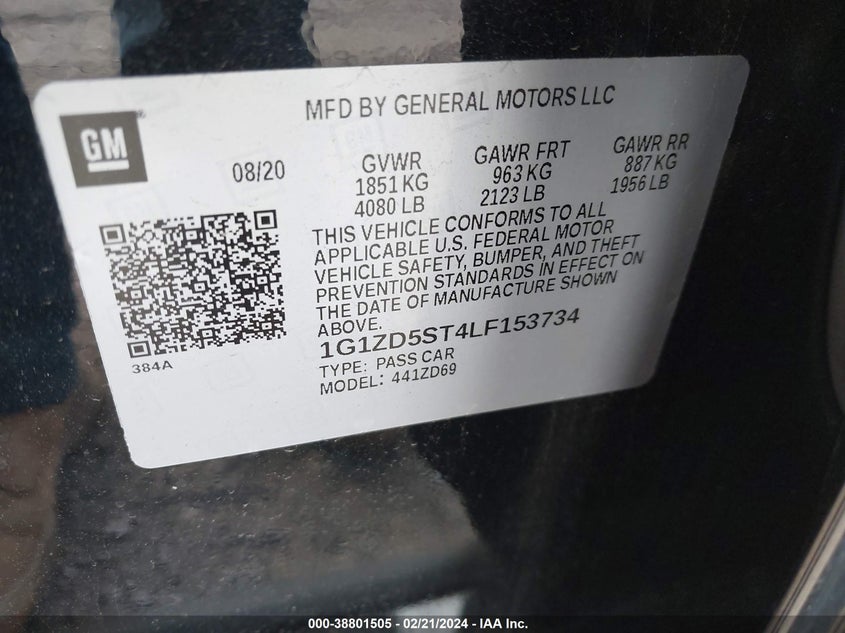 MFD BY GENERAL MOTORS LLC
GM
08/20
GVWR
1851 KG
4080 LB
GAWR FRT
963 KG
2123 LB
GAWR RR
887 KG
1956 LB
THIS VEHICLE CONFORMS TO ALL
APPLICABLE U.S. FEDERAL MOTOR
VEHICLE SAFETY, BUMPER, AND THEFT
PREVENTION STANDARDS IN EFFECT ON
THE DATE OF MANUFACTURE SHOWN
ABOVE.
1G1ZD5ST4LF153734
TYPE: PASS CAR
MODEL: 441ZD69
384A
000-38801505 - 02/21/2024 - IAA Inc.